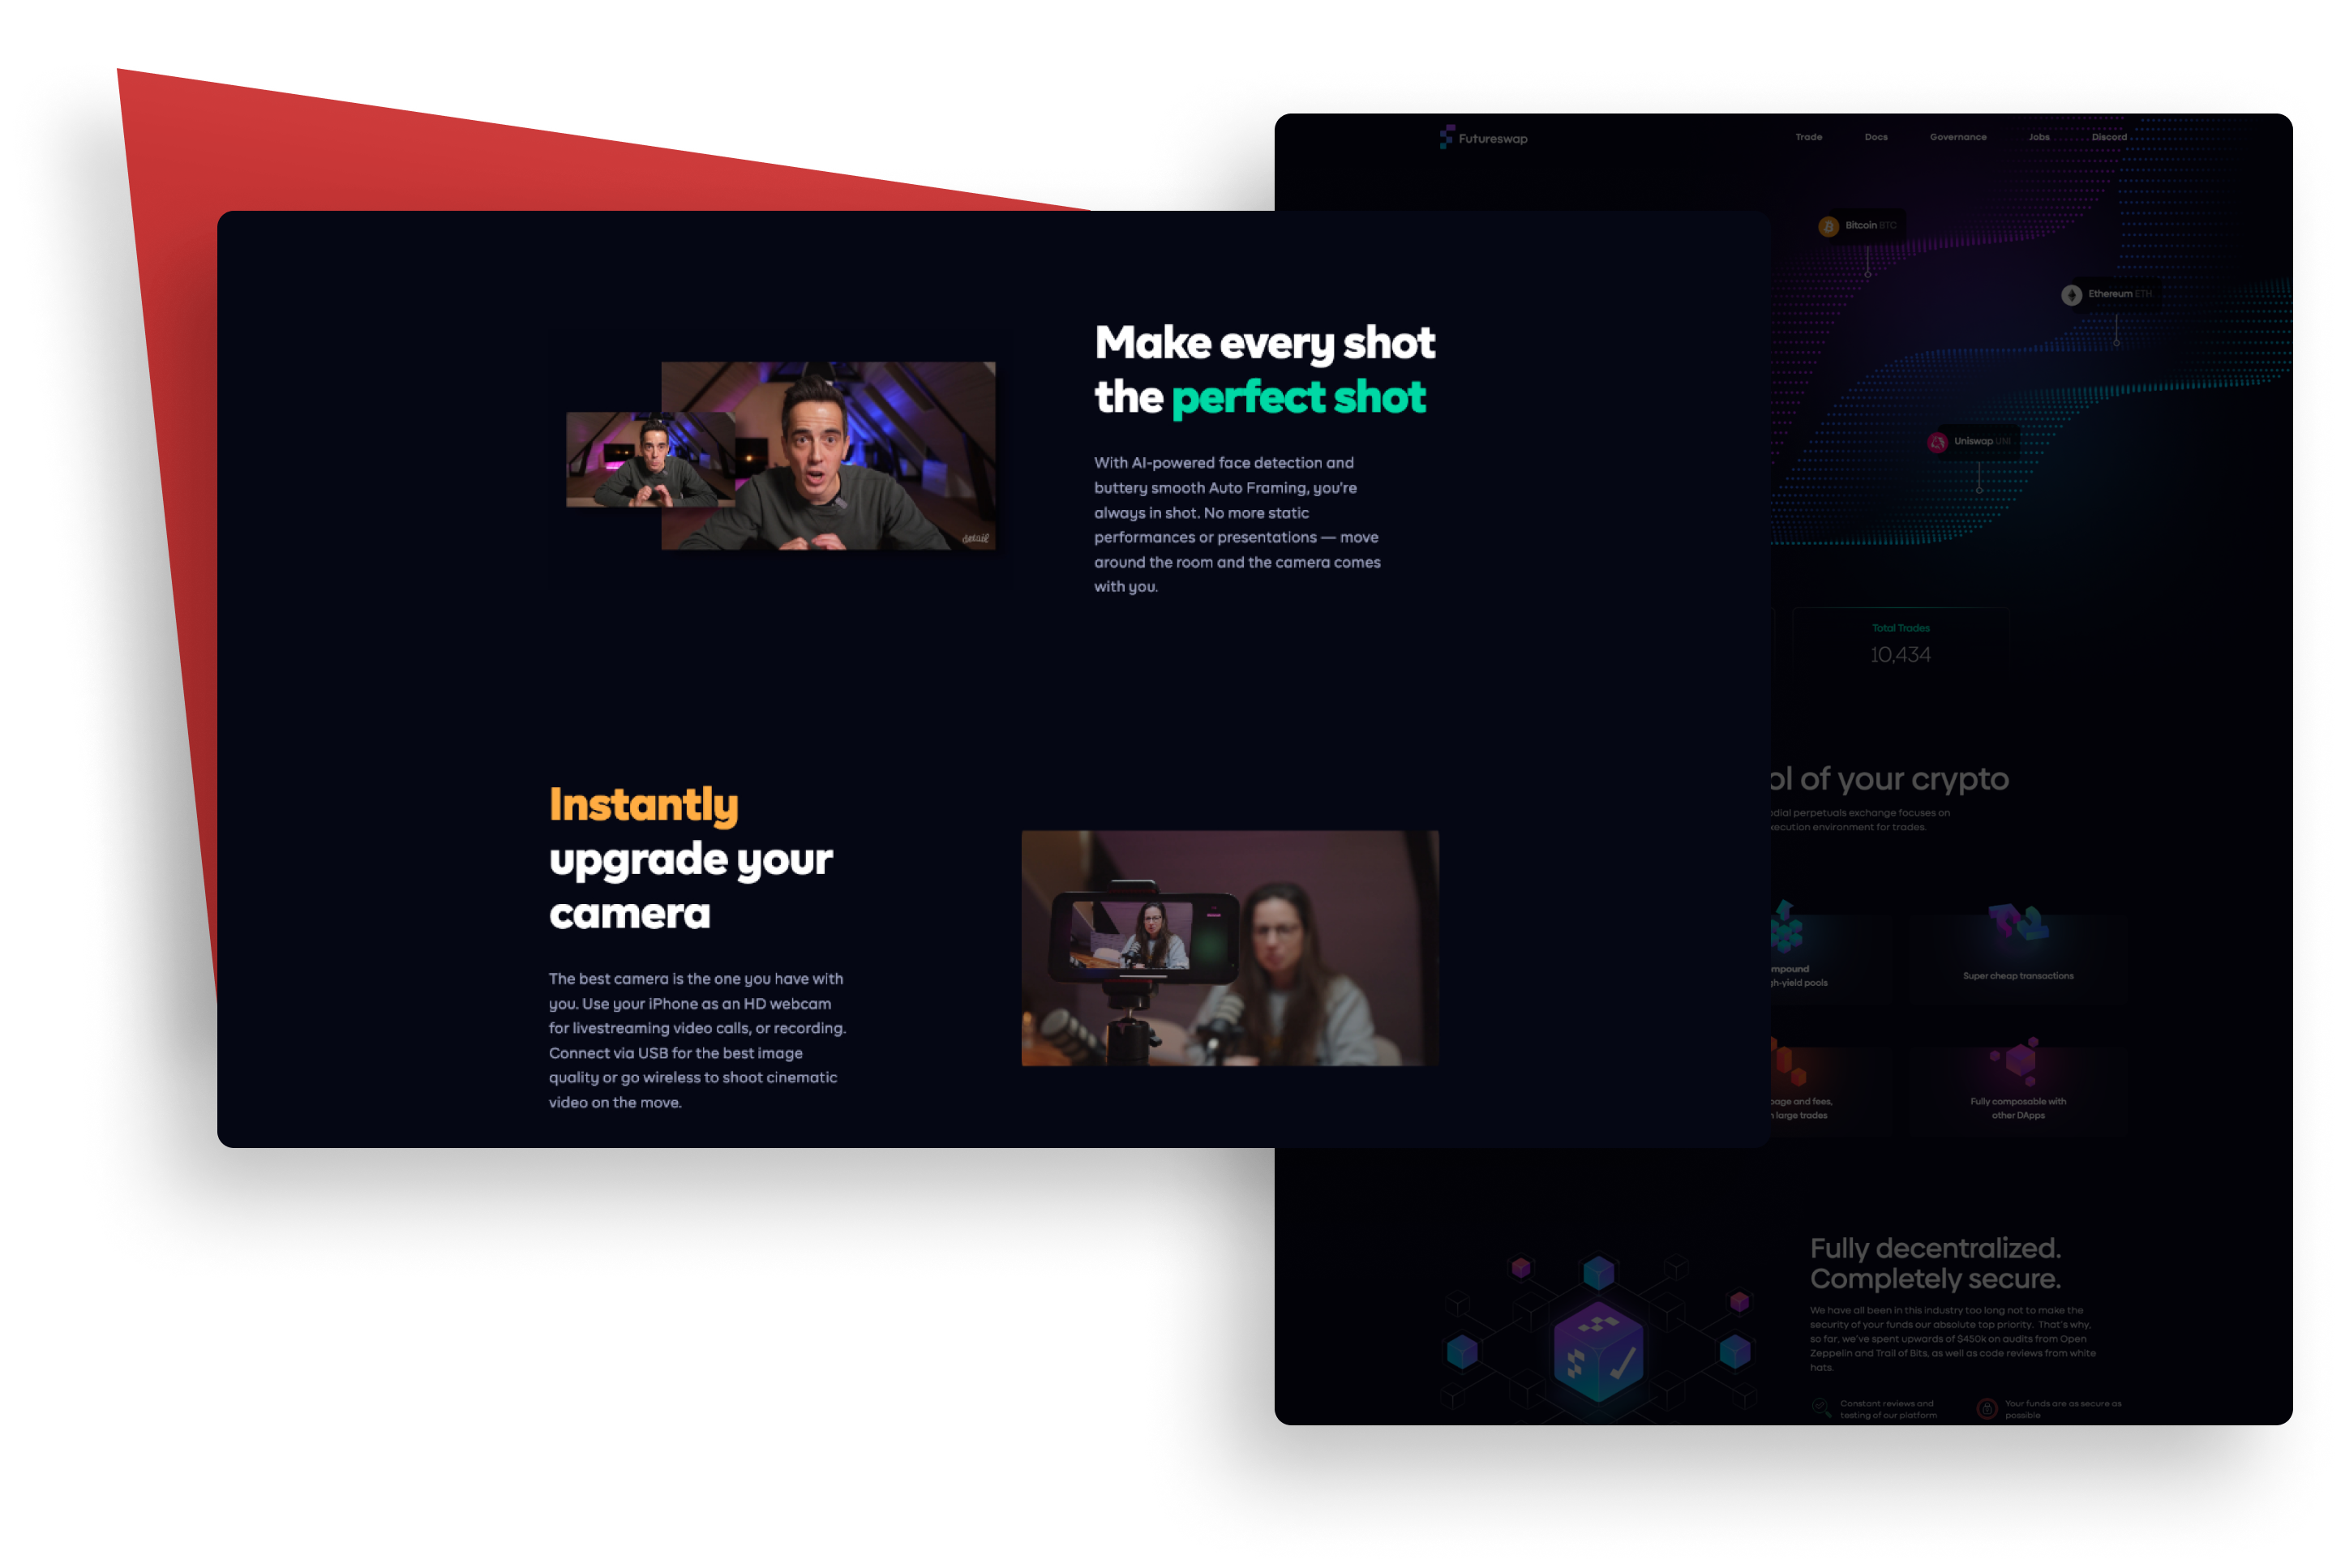 Make every shot
the perfect shot
With AI-powered face detection and
buttery smooth Auto Framing, you're
always in shot. No more static
performances or presentations — move
around the room and the camera comes
with you.
detail
Instantly
upgrade your
camera
The best camera is the one you have with
you. Use your iPhone as an HD webcam
for livestreaming video calls, or recording.
Connect via USB for the best image
quality or go wireless to shoot cinematic
video on the move.
Futureswap
Trade Docs Governance Jobs Discord
Bitcoin BTC
Ethereum ETH
Uniswap UNI
Total Trades
10,434
ol of your crypto
odial perpetuals exchange focuses on
xecution environment for trades.
mpound
gh-yield pools
Super cheap transactions
page and fees,
n large trades
Fully composable with
other DApps
Fully decentralized.
Completely secure.
We have all been in this industry too long not to make the
security of your funds our absolute top priority. That's why,
so far, we've spent upwards of $450k on audits from Open
Zeppelin and Trail of Bits, as well as code reviews from white
hats.
Constant reviews and
testing of our platform
Your funds are as secure as
possible